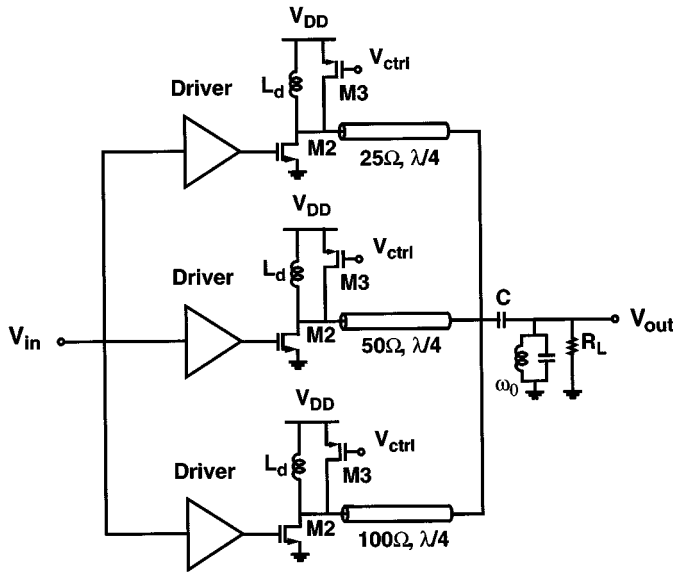 V_DD
V_ctrl
L_d
M3
Driver
M2
25Ω, λ/4
V_DD
V_ctrl
L_d
M3
Driver
M2
50Ω, λ/4
C
V_in
V_out
R_L
ω_0
V_DD
V_ctrl
L_d
M3
Driver
M2
100Ω, λ/4